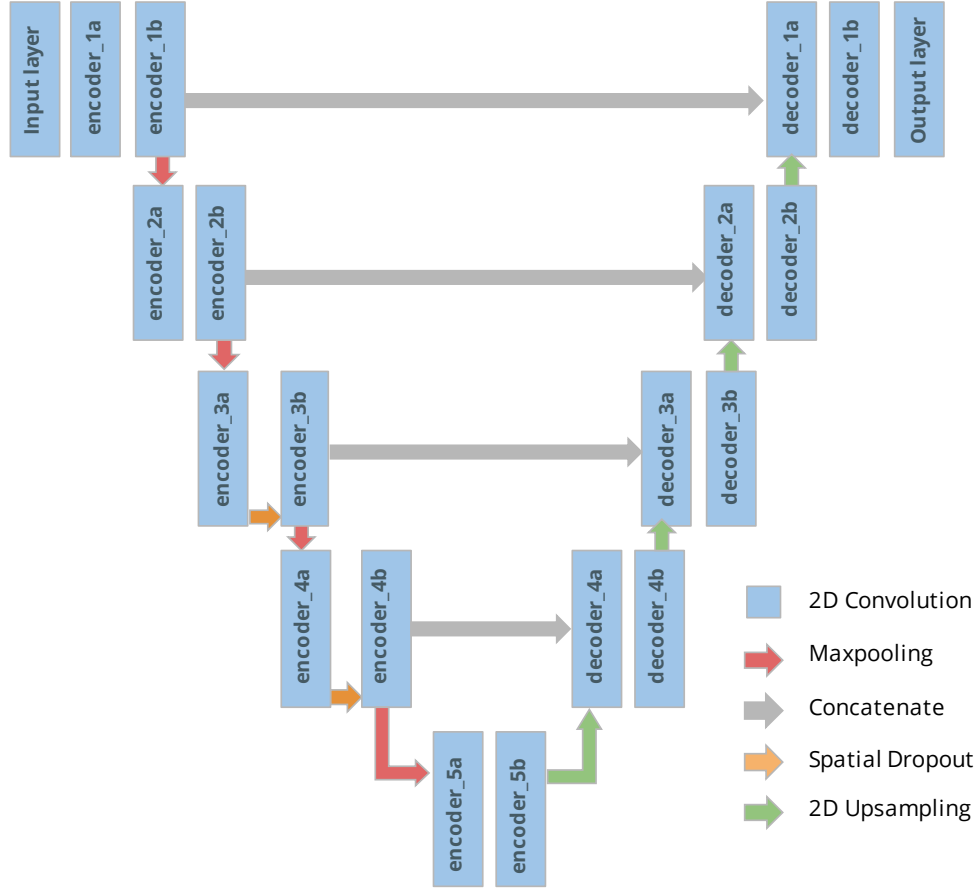 Input layer
encoder_1a
encoder_1b
decoder_1a
decoder_1b
Output layer
encoder_2a
encoder_2b
decoder_2a
decoder_2b
encoder_3a
encoder_3b
decoder_3a
decoder_3b
encoder_4a
encoder_4b
decoder_4a
decoder_4b
encoder_5a
encoder_5b
2D Convolution
Maxpooling
Concatenate
Spatial Dropout
2D Upsampling